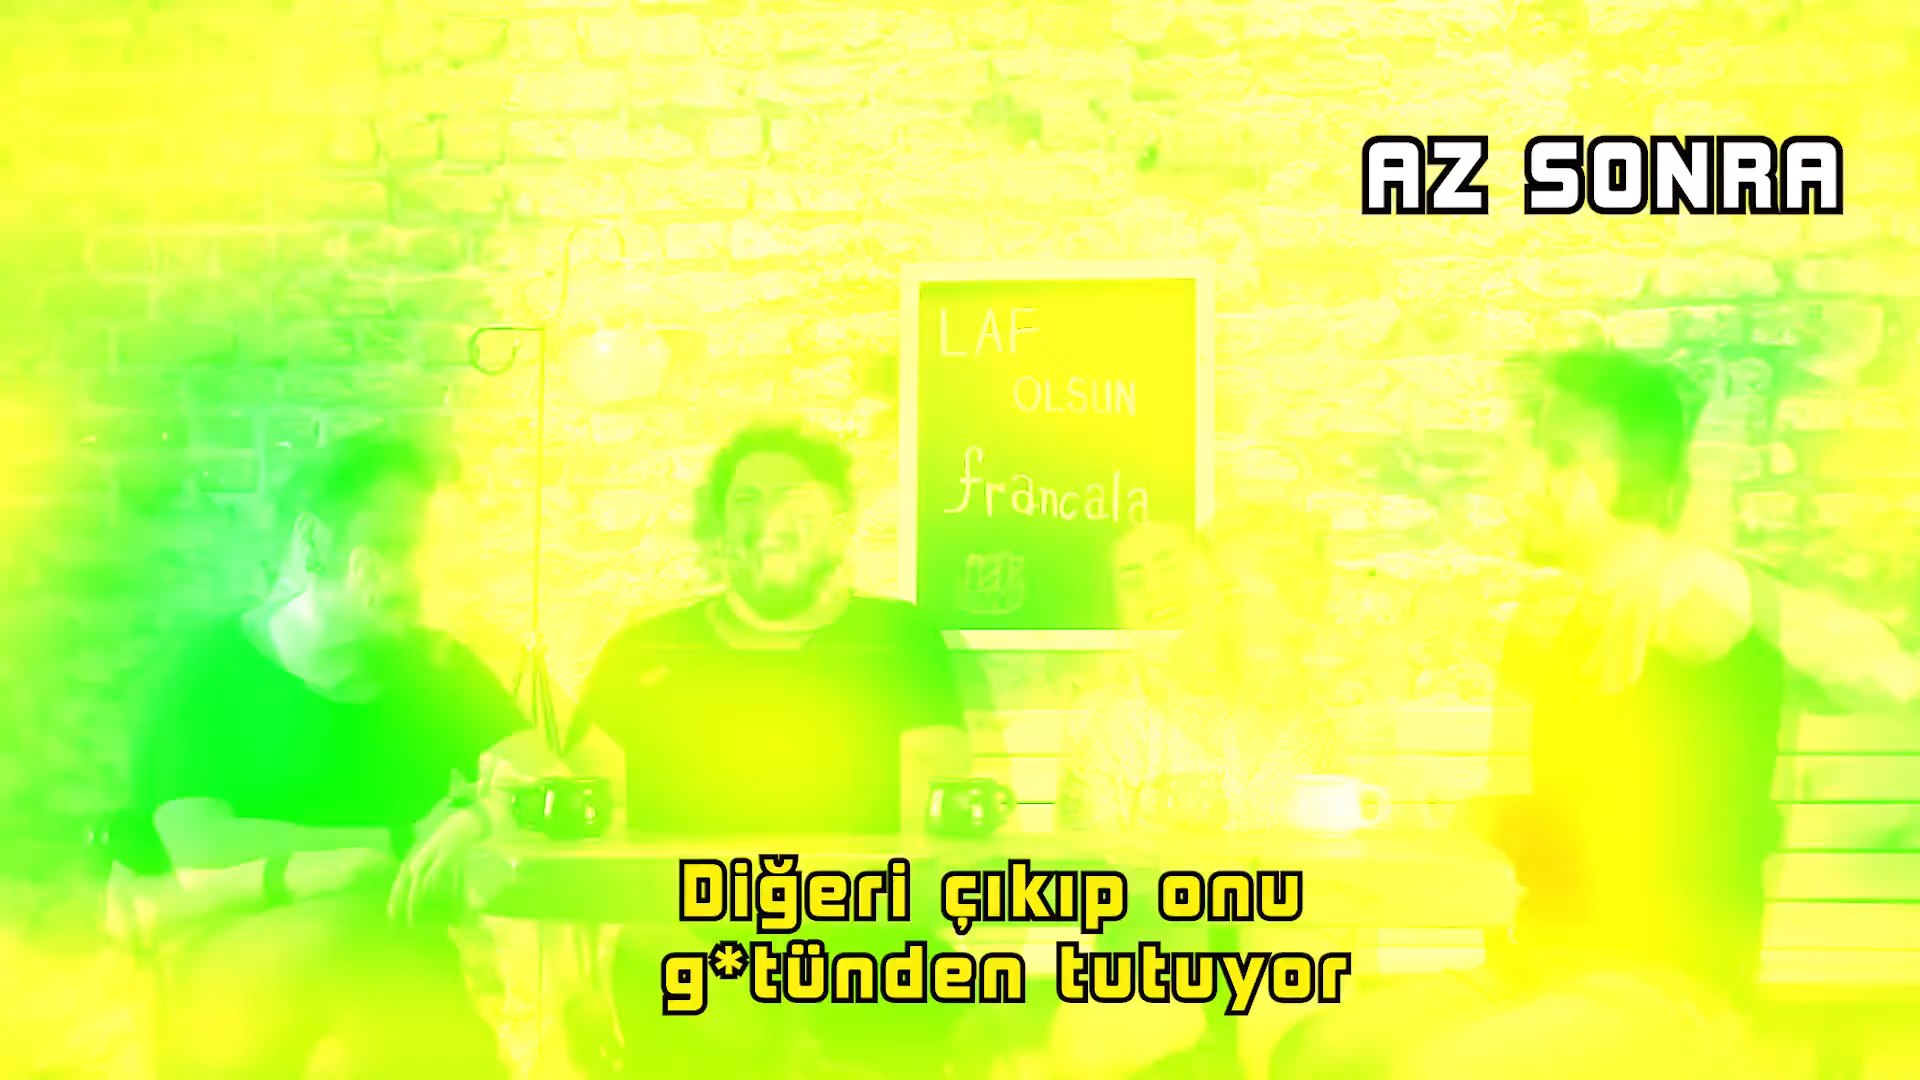 AZ SONRA
LAF
OLSUN
francala
Diğeri çıkıp onu
g*tünden tutuyor